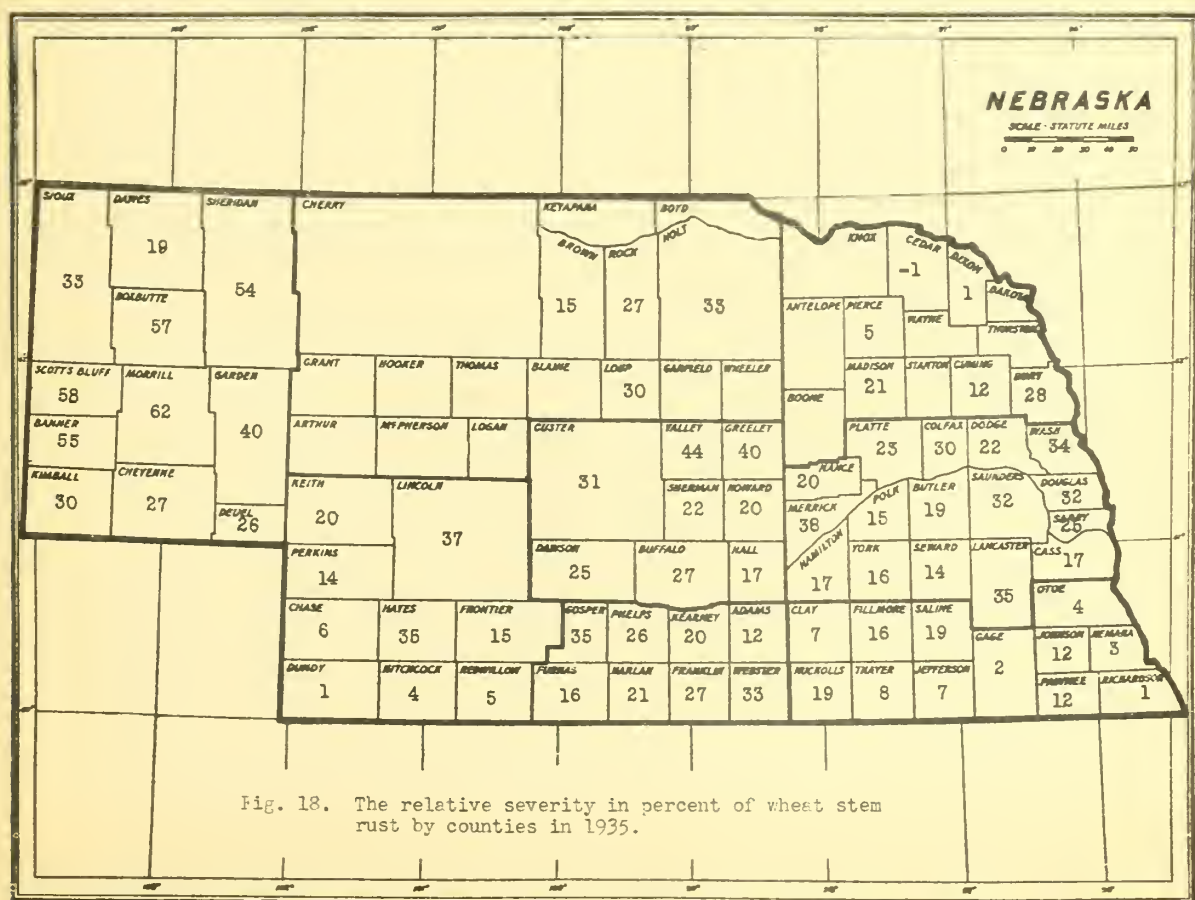 NEBRASKA
SCALE - STATUTE MILES
0 10 20 30 40 50
SIOUX DAWES SHERIDAN CHERRY KEYAPAHA BOYD
BROWN ROCK HOLT KNOX CEDAR DIXON DAKOTA
33 19 54 15 27 33 -1 1
BOXBUTTE ANTELOPE PIERCE WAYNE THURSTON
57 5
SCOTTS BLUFF MORRILL GARDEN GRANT HOOKER THOMAS BLAINE LOUP GARFIELD WHEELER MADISON STANTON CUMING BURT
58 62 40 30 21 12 28
BOONE
BANNER ARTHUR McPHERSON LOGAN CUSTER VALLEY GREELEY PLATTE COLFAX DODGE WASH
55 31 44 40 23 30 22 34
NANCE
20
KIMBALL CHEYENNE DEUEL KEITH LINCOLN SHERMAN HOWARD MERRICK POLK BUTLER SAUNDERS DOUGLAS
30 27 26 20 37 22 20 38 15 19 32 32
SARPY
PERKINS DAWSON BUFFALO HALL HAMILTON YORK SEWARD LANCASTER CASS
14 25 27 17 17 16 14 35 17
OTOE
4
CHASE HAYES FRONTIER GOSPER PHELPS KEARNEY ADAMS CLAY FILLMORE SALINE GAGE JOHNSON NEMAHA
6 35 15 35 26 20 12 7 16 19 2 12 3
DUNDY HITCHCOCK REDWILLOW FURNAS HARLAN FRANKLIN WEBSTER NUCKOLLS THAYER JEFFERSON PAWNEE RICHARDSON
1 4 5 16 21 27 33 19 8 7 12 1
Fig. 18. The relative severity in percent of wheat stem
rust by counties in 1935.